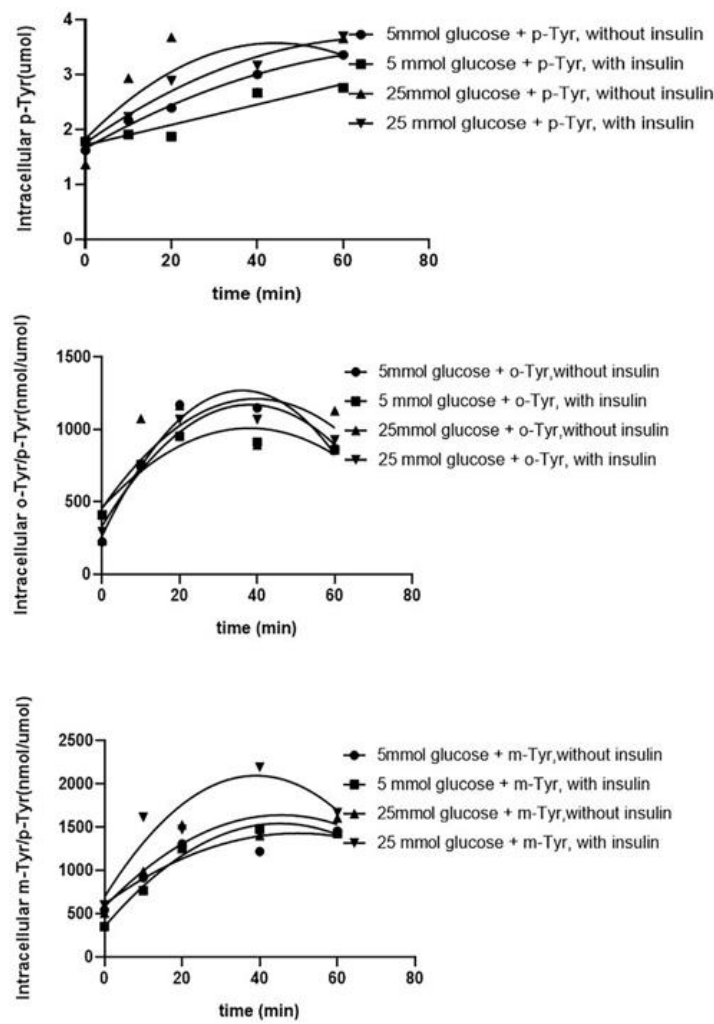 Intracellular p-Tyr(umol)
4
3
2
1
0
0
20
40
60
80
time (min)
5mmol glucose + p-Tyr, without insulin
5 mmol glucose + p-Tyr, with insulin
25mmol glucose + p-Tyr, without insulin
25 mmol glucose + p-Tyr, with insulin
Intracellular o-Tyr/p-Tyr(nmol/umol)
1500
1000
500
0
0
20
40
60
80
time (min)
5mmol glucose + o-Tyr,without insulin
5 mmol glucose + o-Tyr, with insulin
25mmol glucose + o-Tyr,without insulin
25 mmol glucose + o-Tyr, with insulin
Intracellular m-Tyr/p-Tyr(nmol/umol)
2500
2000
1500
1000
500
0
0
20
40
60
80
time (min)
5mmol glucose + m-Tyr,without insulin
5 mmol glucose + m-Tyr, with insulin
25mmol glucose + m-Tyr,without insulin
25 mmol glucose + m-Tyr, with insulin